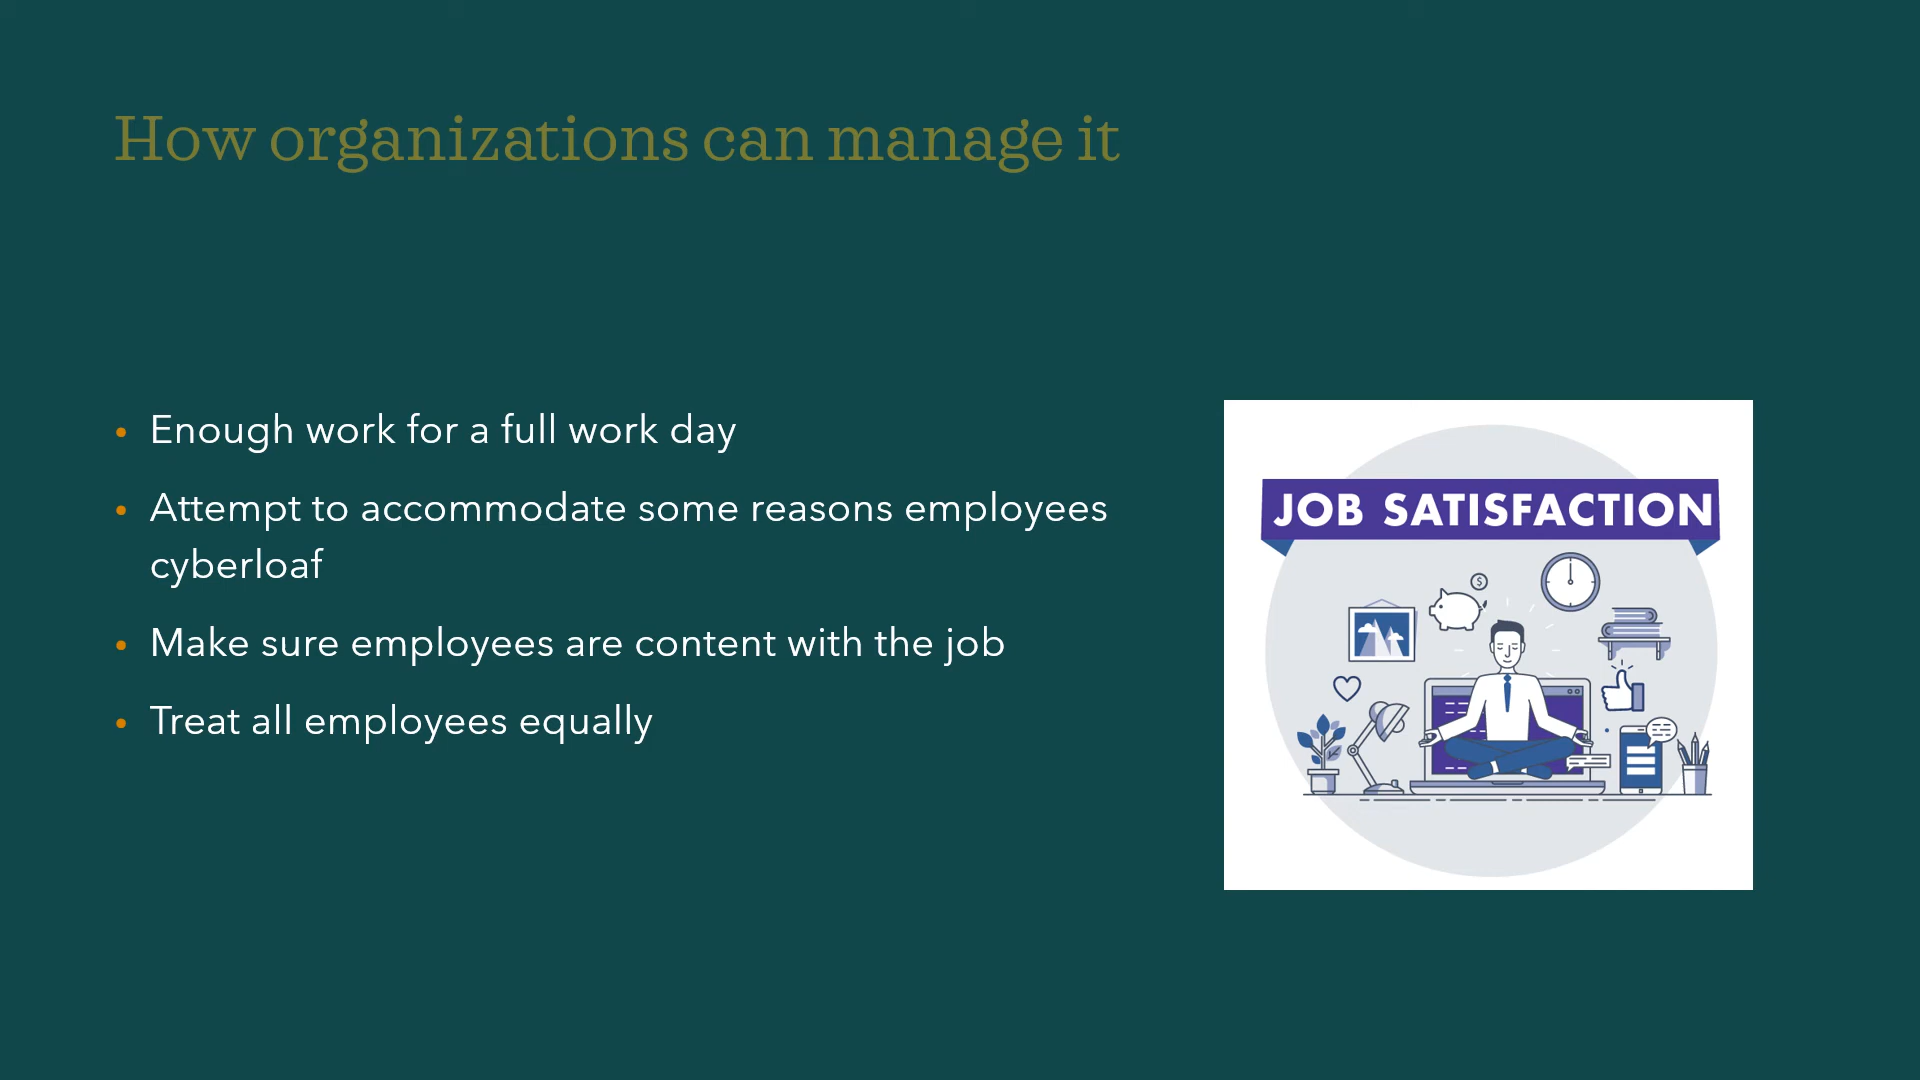 How organizations can manage it
• Enough work for a full work day
• Attempt to accommodate some reasons employees
cyberloaf
• Make sure employees are content with the job
• Treat all employees equally
JOB SATISFACTION
$